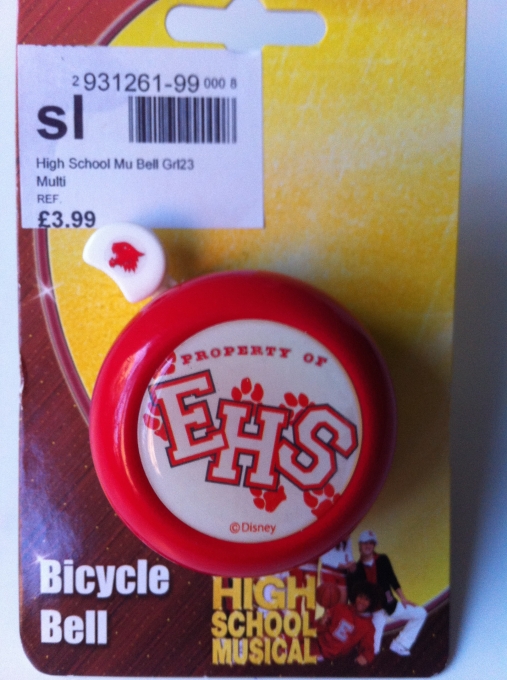 2 931261-99 000 8
sl
High School Mu Bell Grl23
Multi
REF.
£3.99
PROPERTY OF
EHS
©Disney
Bicycle
Bell
HIGH
SCHOOL
MUSICAL
E